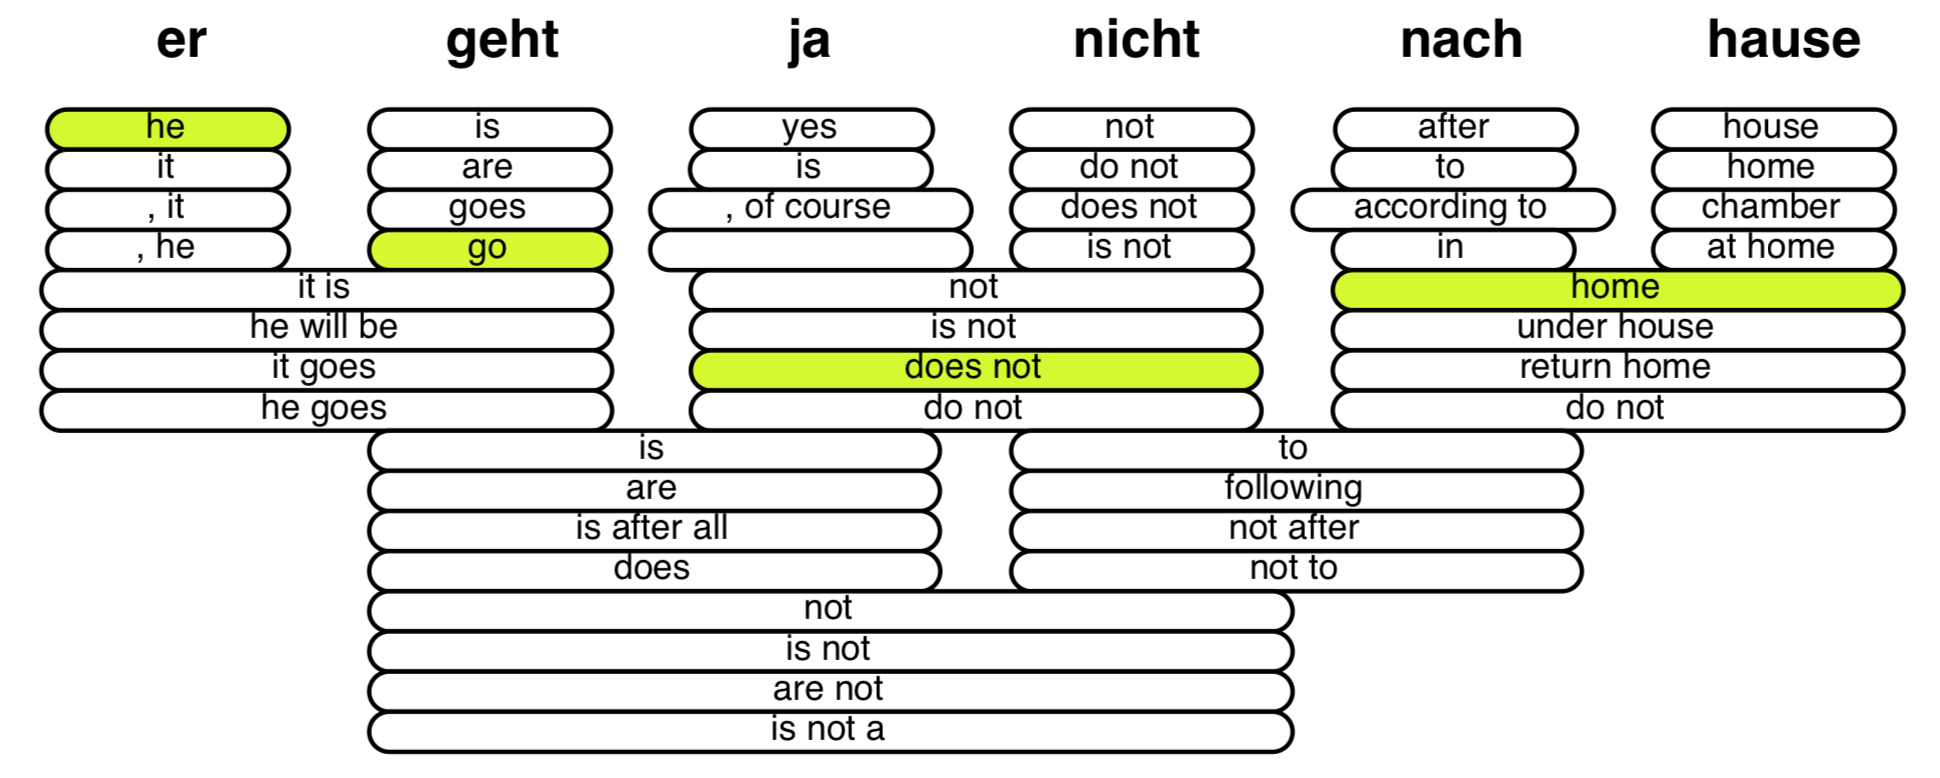 er geht ja nicht nach hause
he is yes not after house
it are is do not to home
, it goes , of course does not according to chamber
, he go is not in at home
it is not home
he will be is not under house
it goes does not return home
he goes do not do not
is to
are following
is after all not after
does not to
not
is not
are not
is not a